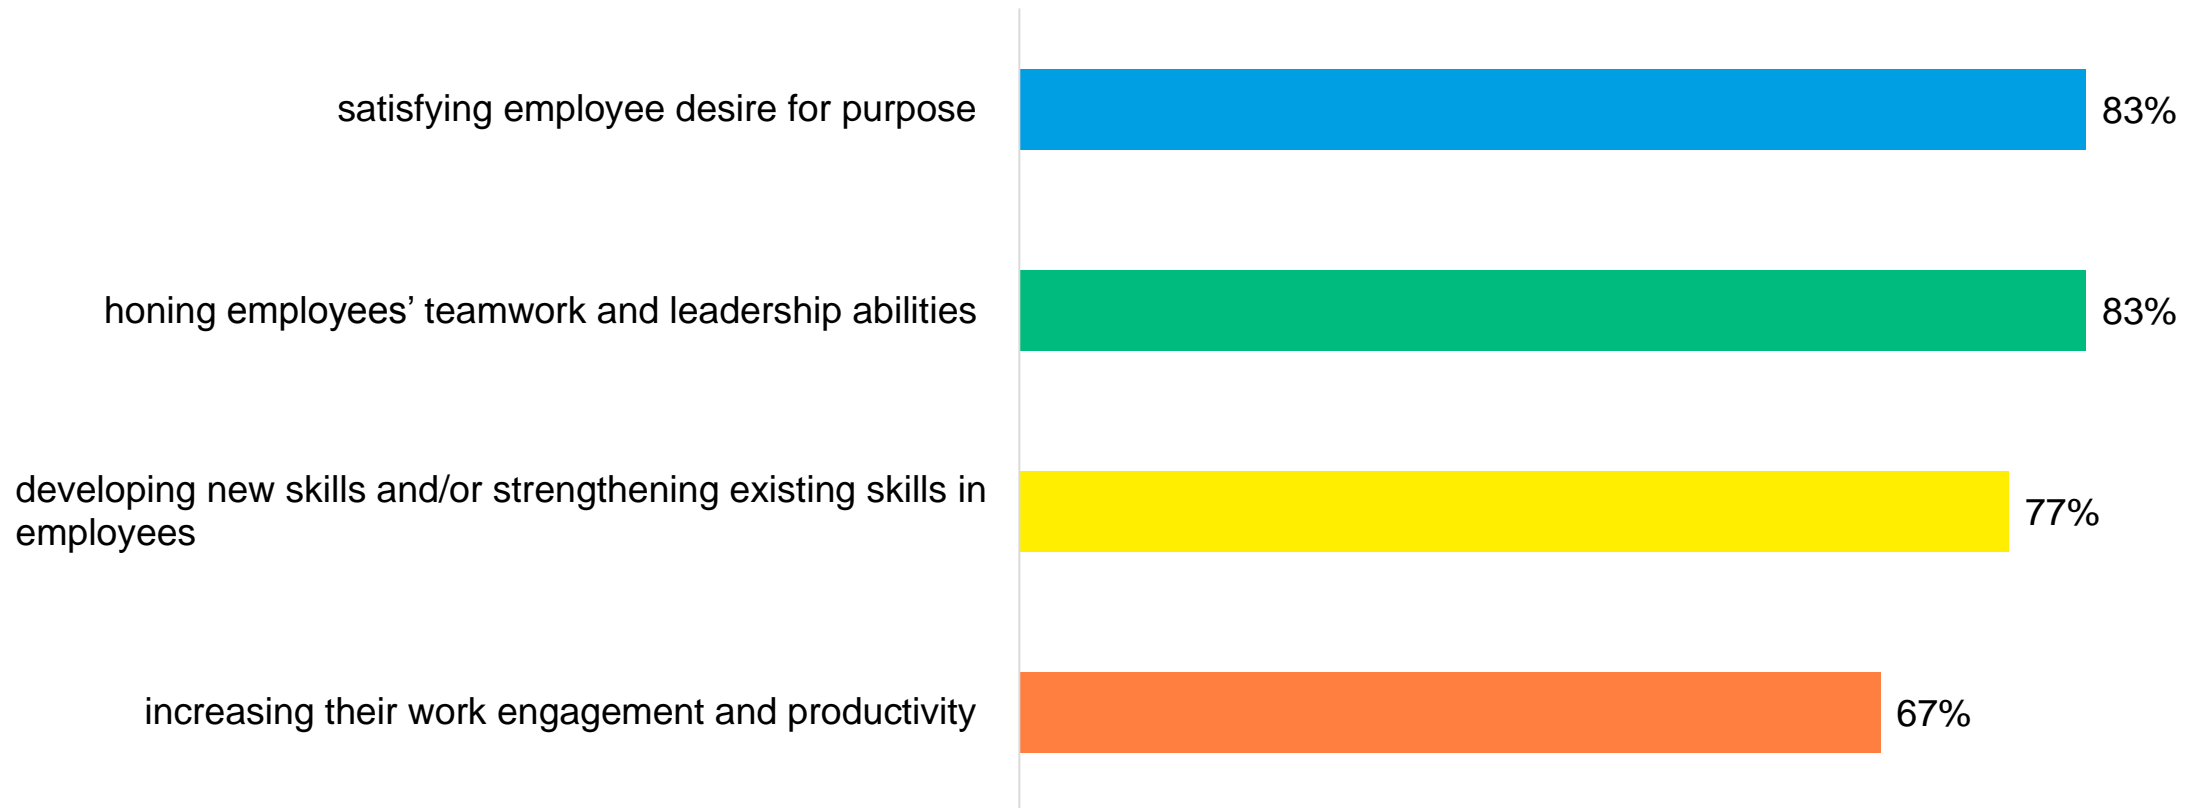 satisfying employee desire for purpose
83%
honing employees’ teamwork and leadership abilities
83%
developing new skills and/or strengthening existing skills in
employees
77%
increasing their work engagement and productivity
67%